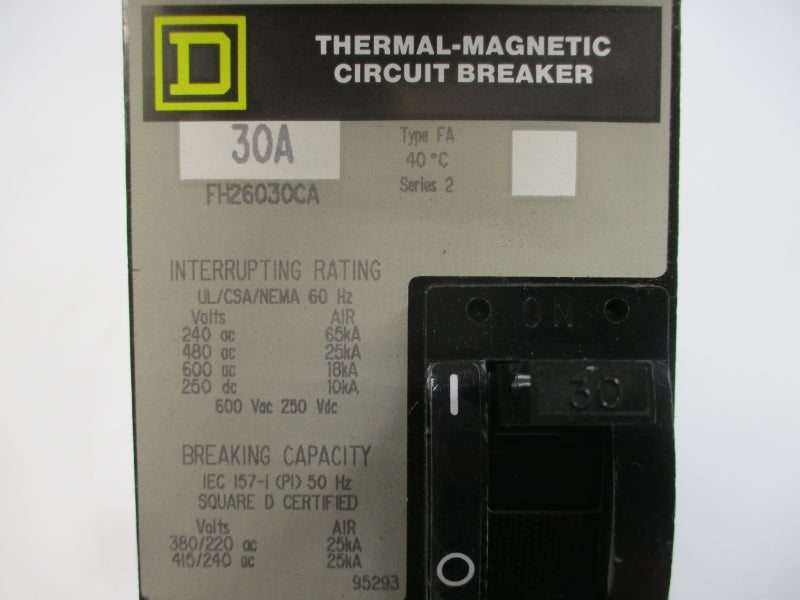 D
THERMAL-MAGNETIC
CIRCUIT BREAKER
30A
FH26030CA
Type FA
40°C
Series 2
INTERRUPTING RATING
UL/CSA/NEMA 60 Hz
Volts AIR
240 ac 65kA
480 ac 25kA
600 ac 18kA
250 dc 10kA
600 Vac 250 Vdc
BREAKING CAPACITY
IEC 157-1 (P1) 50 Hz
SQUARE D CERTIFIED
Volts AIR
380/220 ac 25kA
415/240 ac 25kA
95293
ON
I
30
O